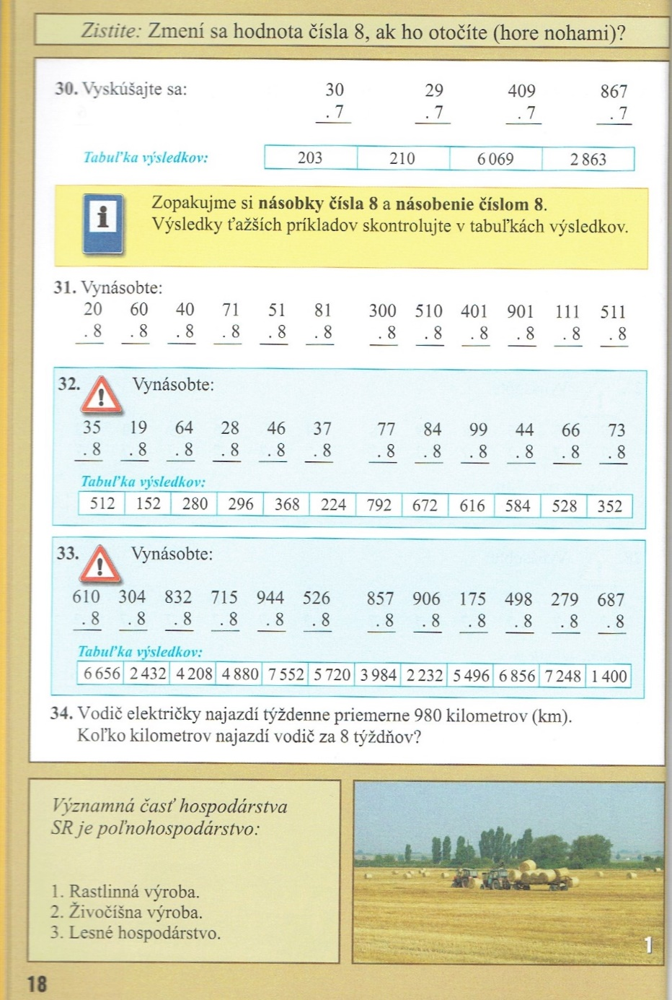 Zistite: Zmení sa hodnota čísla 8, ak ho otočíte (hore nohami)?
30. Vyskúšajte sa:
30 29 409 867
. 7 . 7 . 7 . 7
Tabuľka výsledkov:
203 210 6 069 2 863
i
Zopakujme si násobky čísla 8 a násobenie číslom 8.
Výsledky ťažších príkladov skontrolujte v tabuľkách výsledkov.
31. Vynásobte:
20 60 40 71 51 81 300 510 401 901 111 511
. 8 . 8 . 8 . 8 . 8 . 8 . 8 . 8 . 8 . 8 . 8 . 8
32. ! Vynásobte:
35 19 64 28 46 37 77 84 99 44 66 73
. 8 . 8 . 8 . 8 . 8 . 8 . 8 . 8 . 8 . 8 . 8 . 8
Tabuľka výsledkov:
512 152 280 296 368 224 792 672 616 584 528 352
33. ! Vynásobte:
610 304 832 715 944 526 857 906 175 498 279 687
. 8 . 8 . 8 . 8 . 8 . 8 . 8 . 8 . 8 . 8 . 8 . 8
Tabuľka výsledkov:
6 656 2 432 4 208 4 880 7 552 5 720 3 984 2 232 5 496 6 856 7 248 1 400
34. Vodič električky najazdí týždenne priemerne 980 kilometrov (km).
Koľko kilometrov najazdí vodič za 8 týždňov?
Významná časť hospodárstva
SR je poľnohospodárstvo:
1. Rastlinná výroba.
2. Živočíšna výroba.
3. Lesné hospodárstvo.
1
18